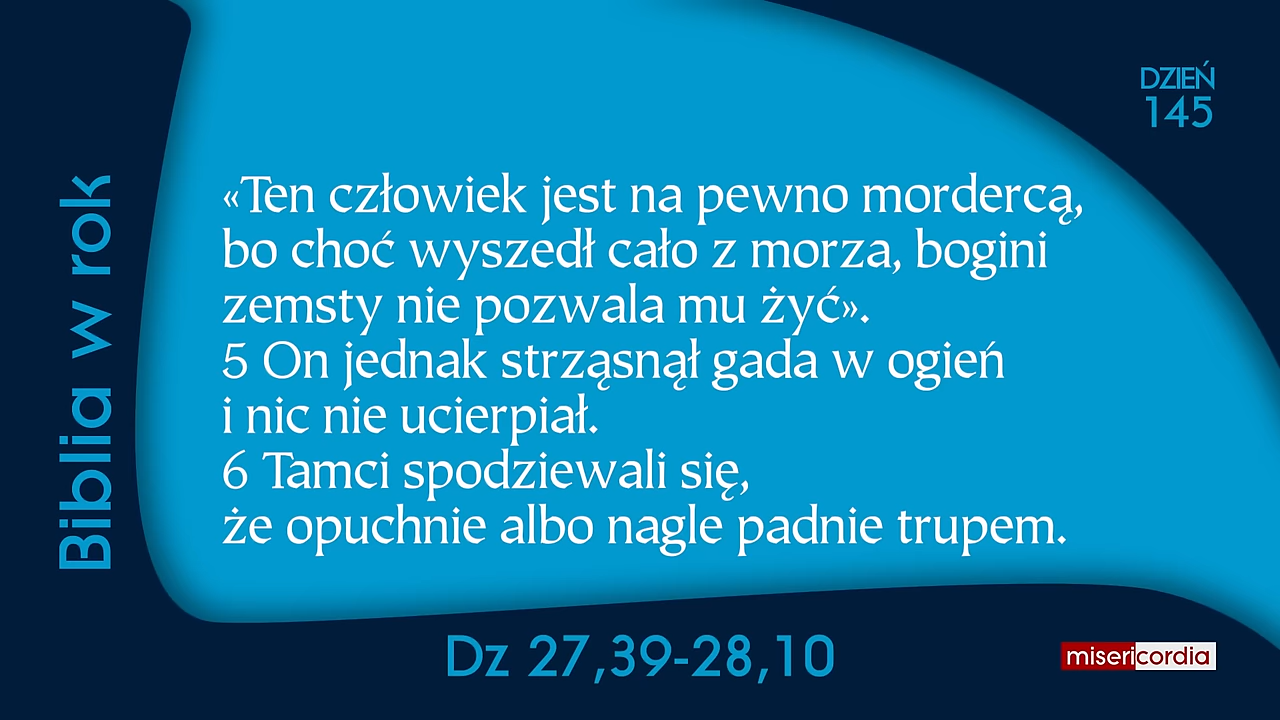 DZIEŃ
145
Biblia w rok
«Ten człowiek jest na pewno mordercą,
bo choć wyszedł cało z morza, bogini
zemsty nie pozwala mu żyć».
5 On jednak strząsnął gada w ogień
i nic nie ucierpiał.
6 Tamci spodziewali się,
że opuchnie albo nagle padnie trupem.
Dz 27,39-28,10
misericordia